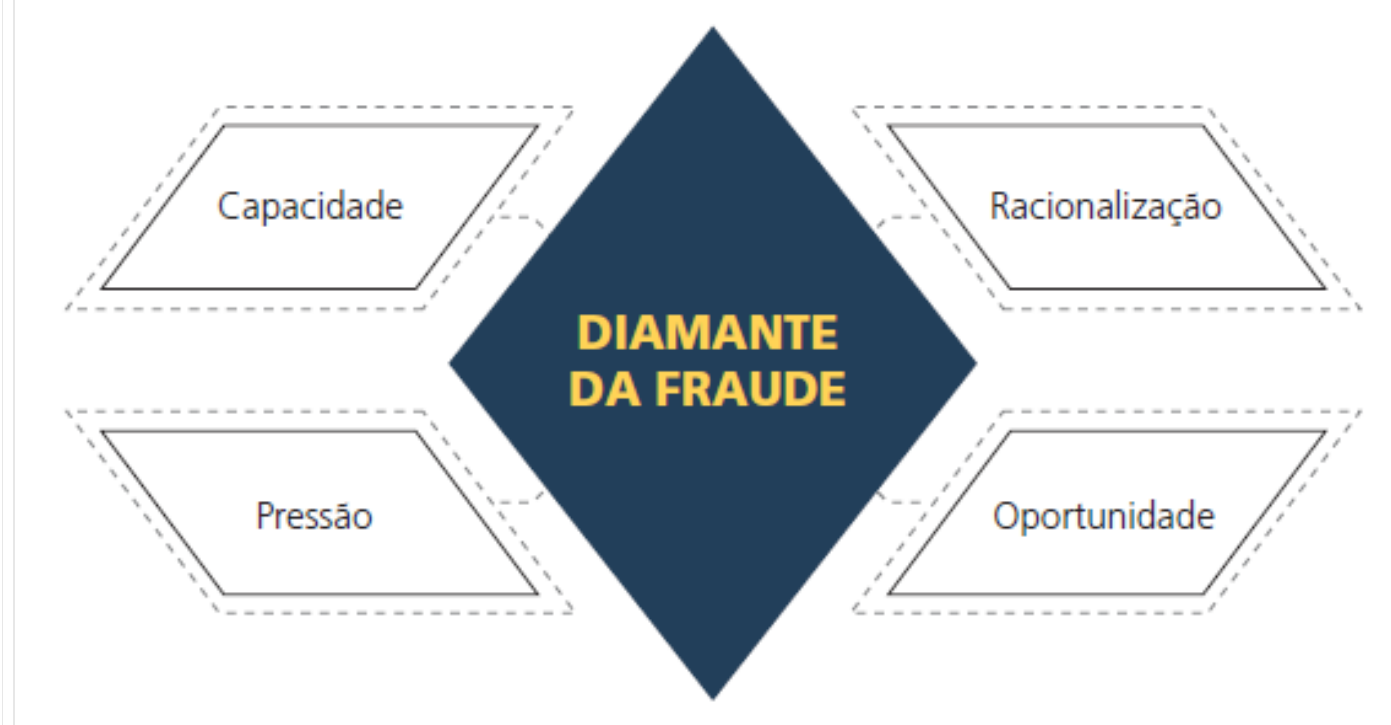 Capacidade
Racionalização
DIAMANTE
DA FRAUDE
Pressão
Oportunidade